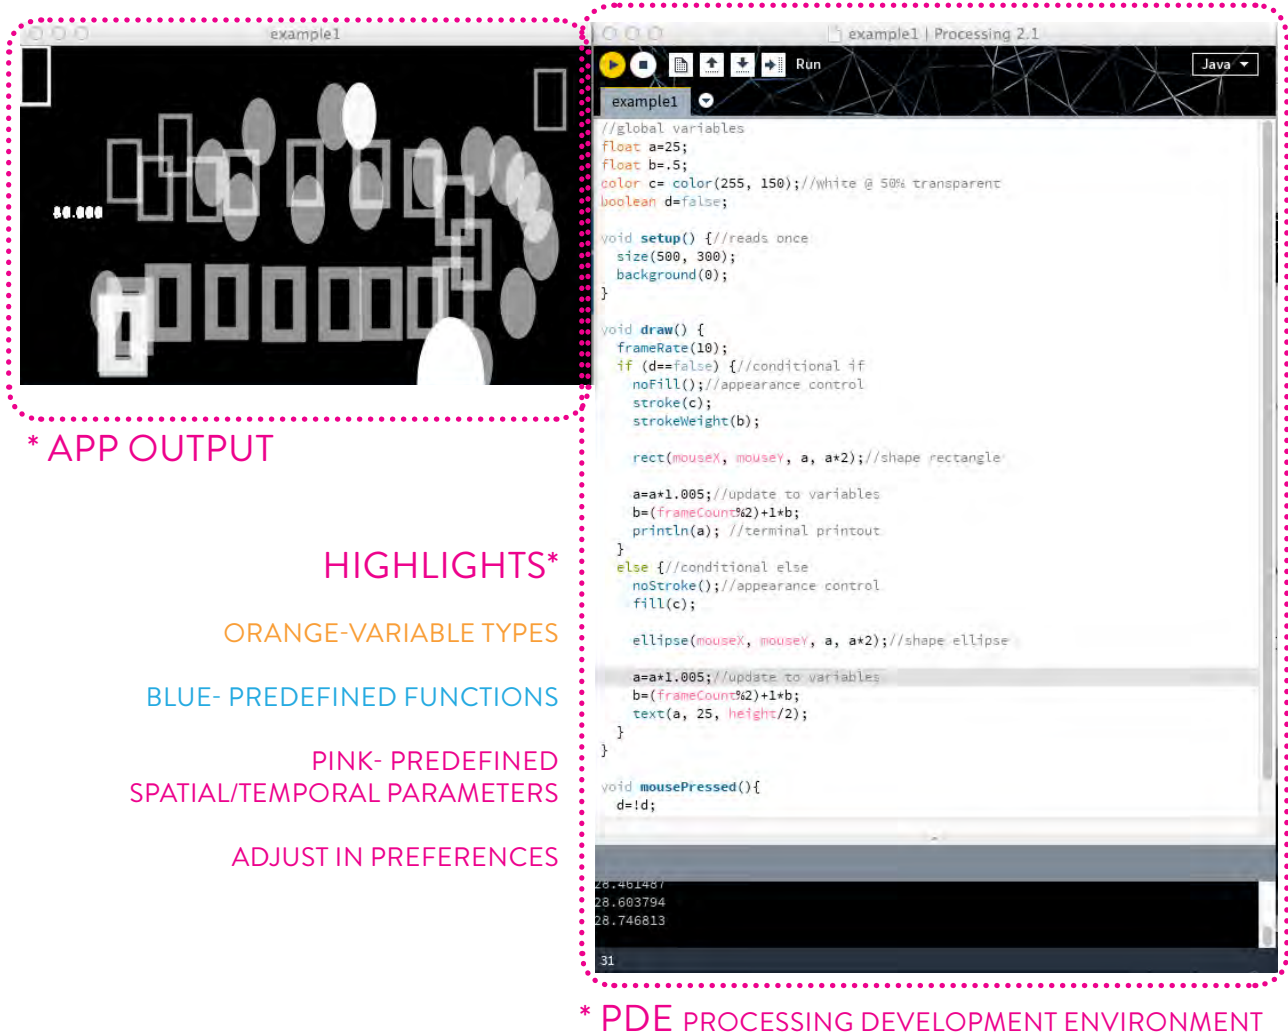 example1
* APP OUTPUT
HIGHLIGHTS*
ORANGE-VARIABLE TYPES
BLUE- PREDEFINED FUNCTIONS
PINK- PREDEFINED
SPATIAL/TEMPORAL PARAMETERS
ADJUST IN PREFERENCES
example1 | Processing 2.1
Run
Java
example1
//global variables
float a=25;
float b=.5;
color c= color(255, 150);//white @ 50% transparent
boolean d=false;
void setup() {//reads once
size(500, 300);
background(0);
}
void draw() {
frameRate(10);
if (d==false) {//conditional if
noFill();//appearance control
stroke(c);
strokeWeight(b);
rect(mouseX, mouseY, a, a*2);//shape rectangle
a=a*1.005;//update to variables
b=(frameCount%2)+1*b;
println(a); //terminal printout
}
else {//conditional else
noStroke();//appearance control
fill(c);
ellipse(mouseX, mouseY, a, a*2);//shape ellipse
a=a*1.005;//update to variables
b=(frameCount%2)+1*b;
text(a, 25, height/2);
}
}
void mousePressed(){
d=!d;
28.461487
28.603794
28.746813
31
* PDE PROCESSING DEVELOPMENT ENVIRONMENT